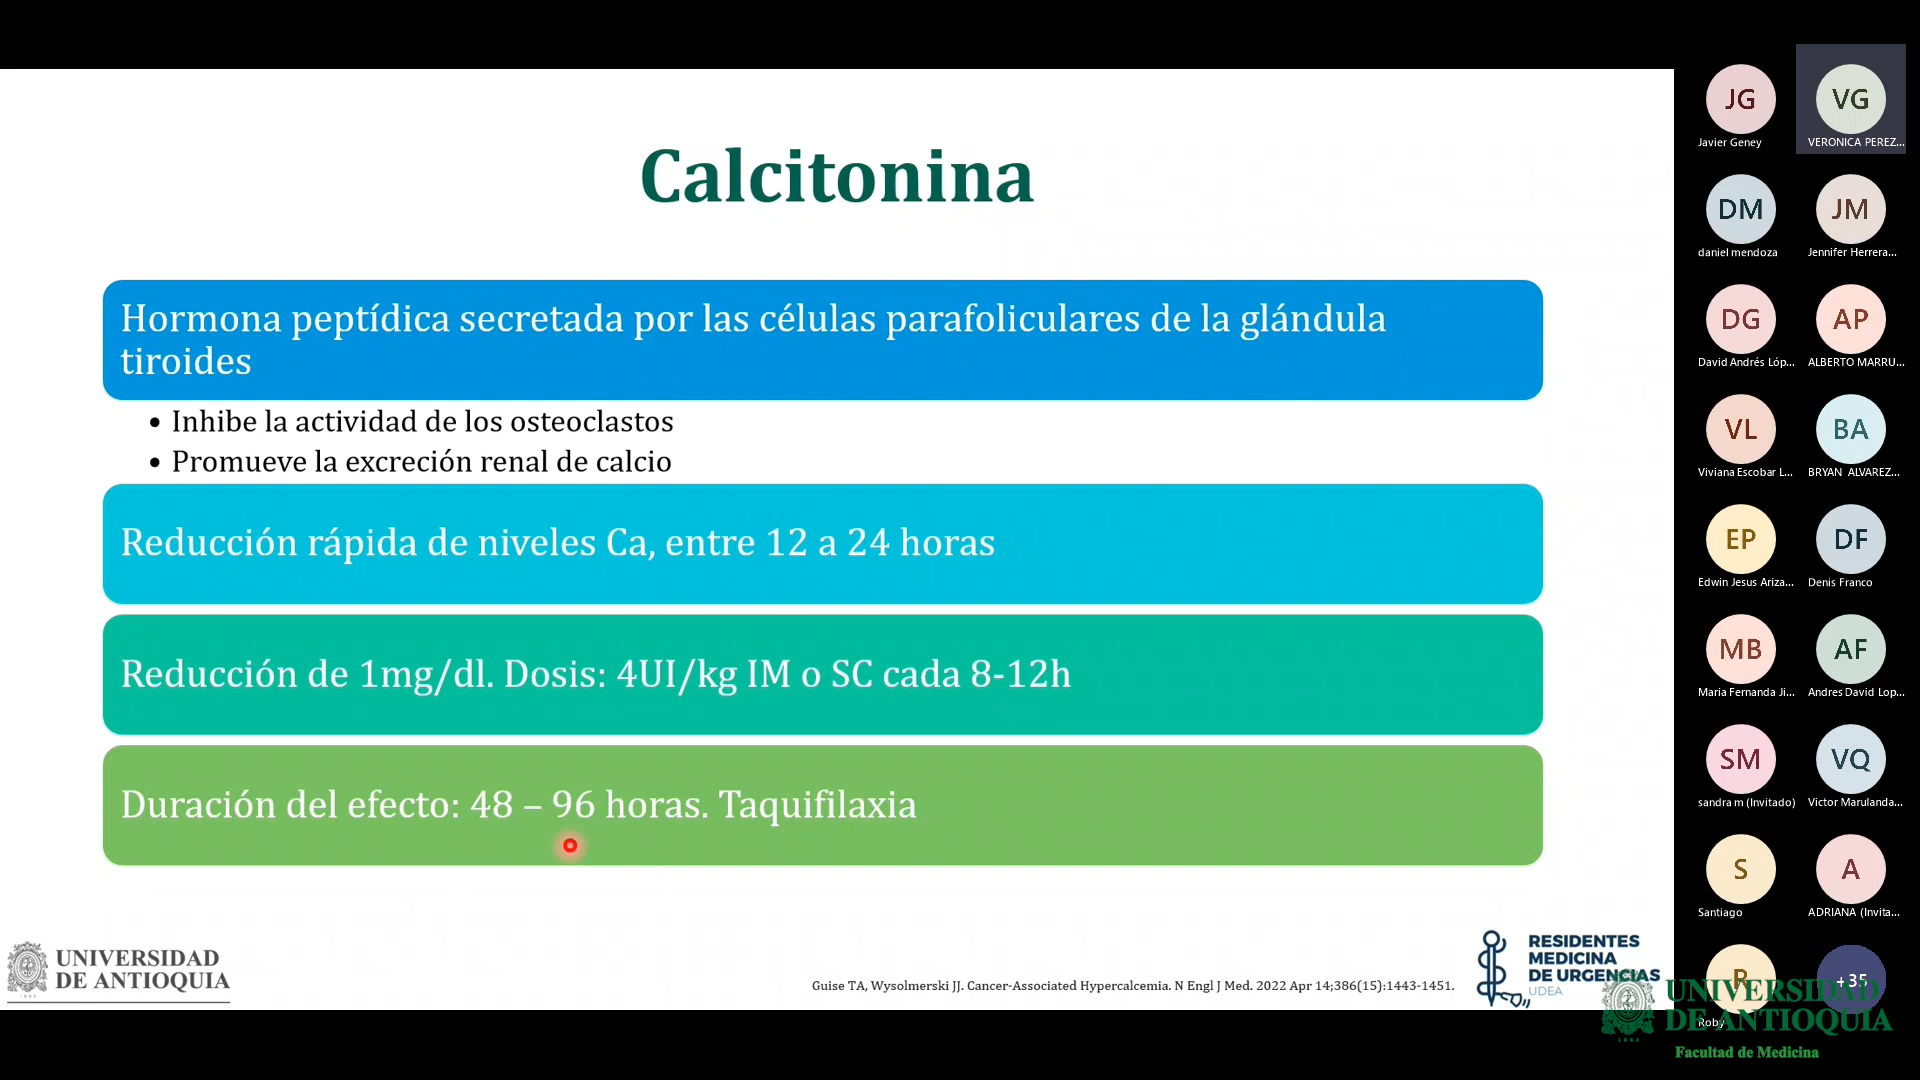 Calcitonina
Hormona peptídica secretada por las células parafoliculares de la glándula
tiroides
• Inhibe la actividad de los osteoclastos
• Promueve la excreción renal de calcio
Reducción rápida de niveles Ca, entre 12 a 24 horas
Reducción de 1mg/dl. Dosis: 4UI/kg IM o SC cada 8-12h
Duración del efecto: 48 – 96 horas. Taquifilaxia
UNIVERSIDAD
DE ANTIOQUIA
Guise TA, Wysolmerski JJ. Cancer-Associated Hypercalcemia. N Engl J Med. 2022 Apr 14;386(15):1443-1451.
RESIDENTES
MEDICINA
DE URGENCIAS
UDEA
JG
Javier Geney
VG
VERONICA PEREZ...
DM
daniel mendoza
JM
Jennifer Herrera...
DG
David Andrés Lóp...
AP
ALBERTO MARRU...
VL
Viviana Escobar L...
BA
BRYAN ALVAREZ...
EP
Edwin Jesus Ariza...
DF
Denis Franco
MB
Maria Fernanda Ji...
AF
Andres David Lop...
SM
sandra m (Invitado)
VQ
Victor Marulanda...
S
Santiago
A
ADRIANA (Invita...
R
+35
UNIVERSIDAD
DE ANTIOQUIA
Facultad de Medicina